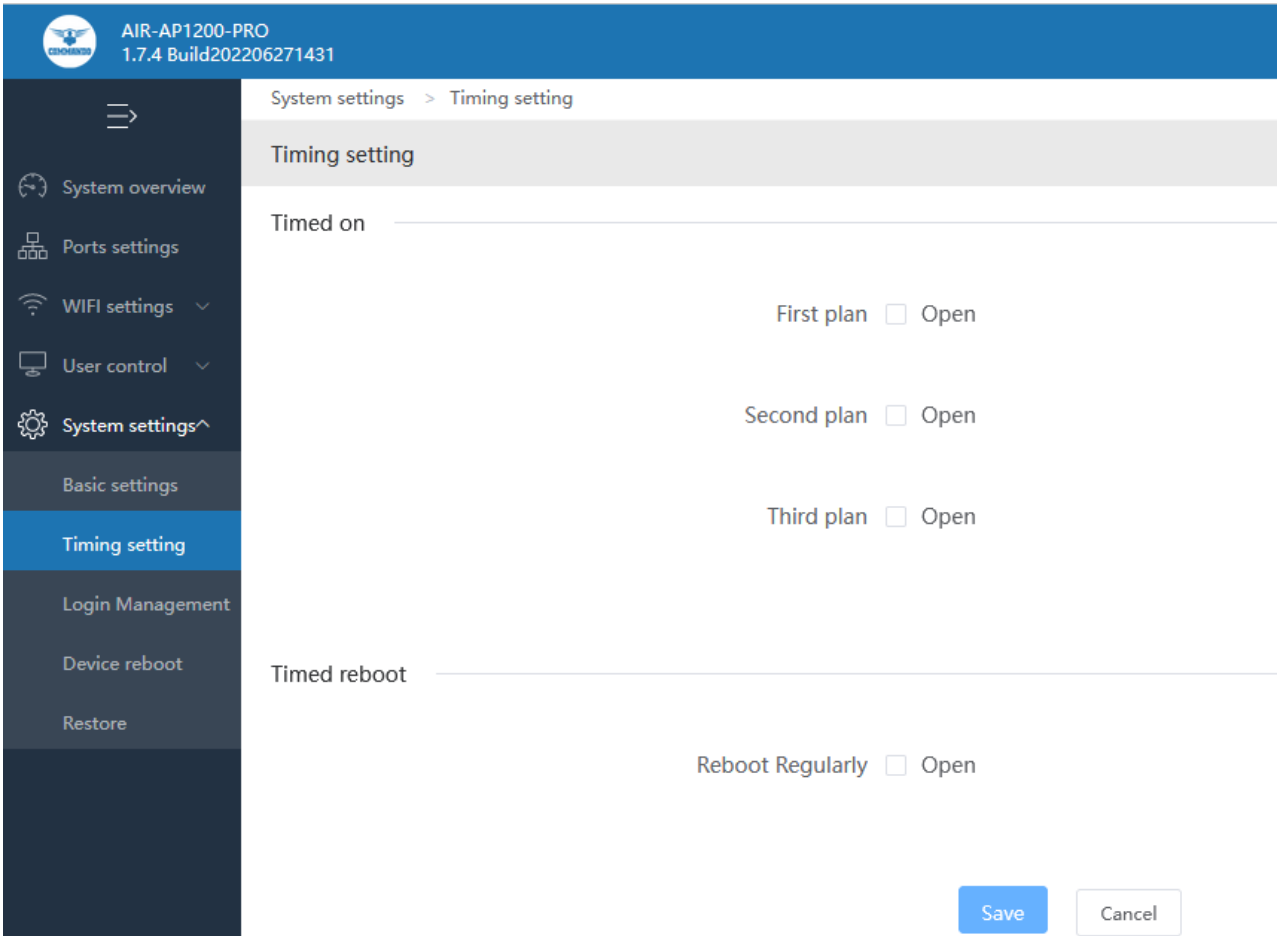 COMMANDO
AIR-AP1200-PRO
1.7.4 Build202206271431
System overview
Ports settings
WIFI settings
User control
System settings
Basic settings
Timing setting
Login Management
Device reboot
Restore
System settings > Timing setting
Timing setting
Timed on
First plan Open
Second plan Open
Third plan Open
Timed reboot
Reboot Regularly Open
Save Cancel